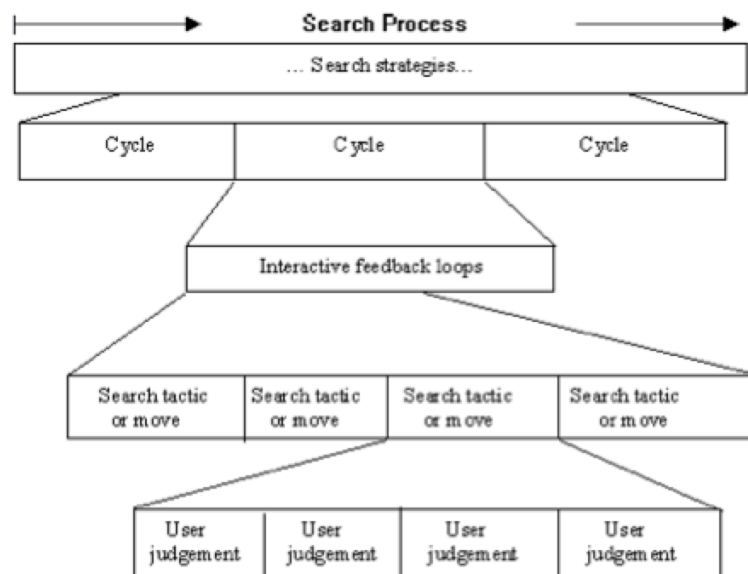 Search Process
... Search strategies...
Cycle
Cycle
Cycle
Interactive feedback loops
Search tactic
or move
Search tactic
or move
Search tactic
or move
Search tactic
or move
User
judgement
User
judgement
User
judgement
User
judgement